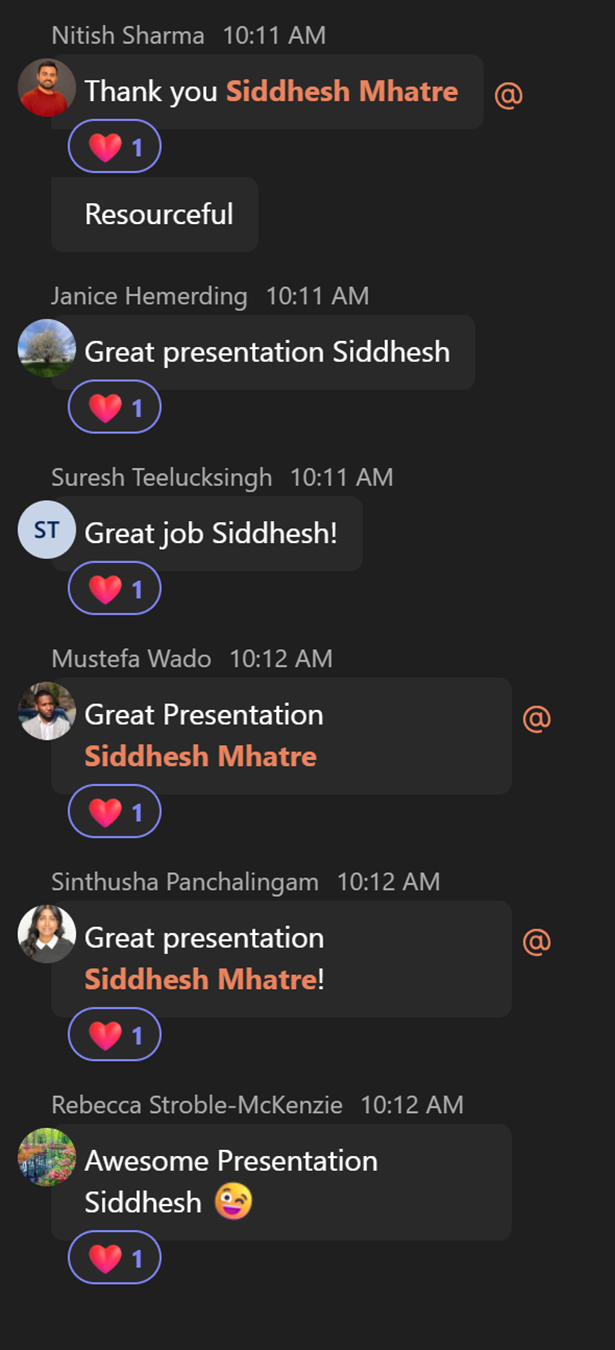 Nitish Sharma 10:11 AM
Thank you Siddhesh Mhatre @
❤️ 1
Resourceful
Janice Hemerding 10:11 AM
Great presentation Siddhesh
❤️ 1
Suresh Teelucksingh 10:11 AM
ST Great job Siddhesh!
❤️ 1
Mustefa Wado 10:12 AM
Great Presentation @
Siddhesh Mhatre
❤️ 1
Sinthusha Panchalingam 10:12 AM
Great presentation @
Siddhesh Mhatre!
❤️ 1
Rebecca Stroble-McKenzie 10:12 AM
Awesome Presentation
Siddhesh 😜
❤️ 1